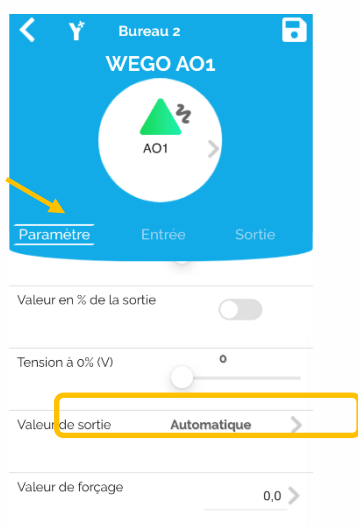 Bureau 2
WEGO AO1
AO1
Paramètre Entrée Sortie
Valeur en % de la sortie
Tension à 0% (V) 0
Valeur de sortie Automatique
Valeur de forçage
0,0